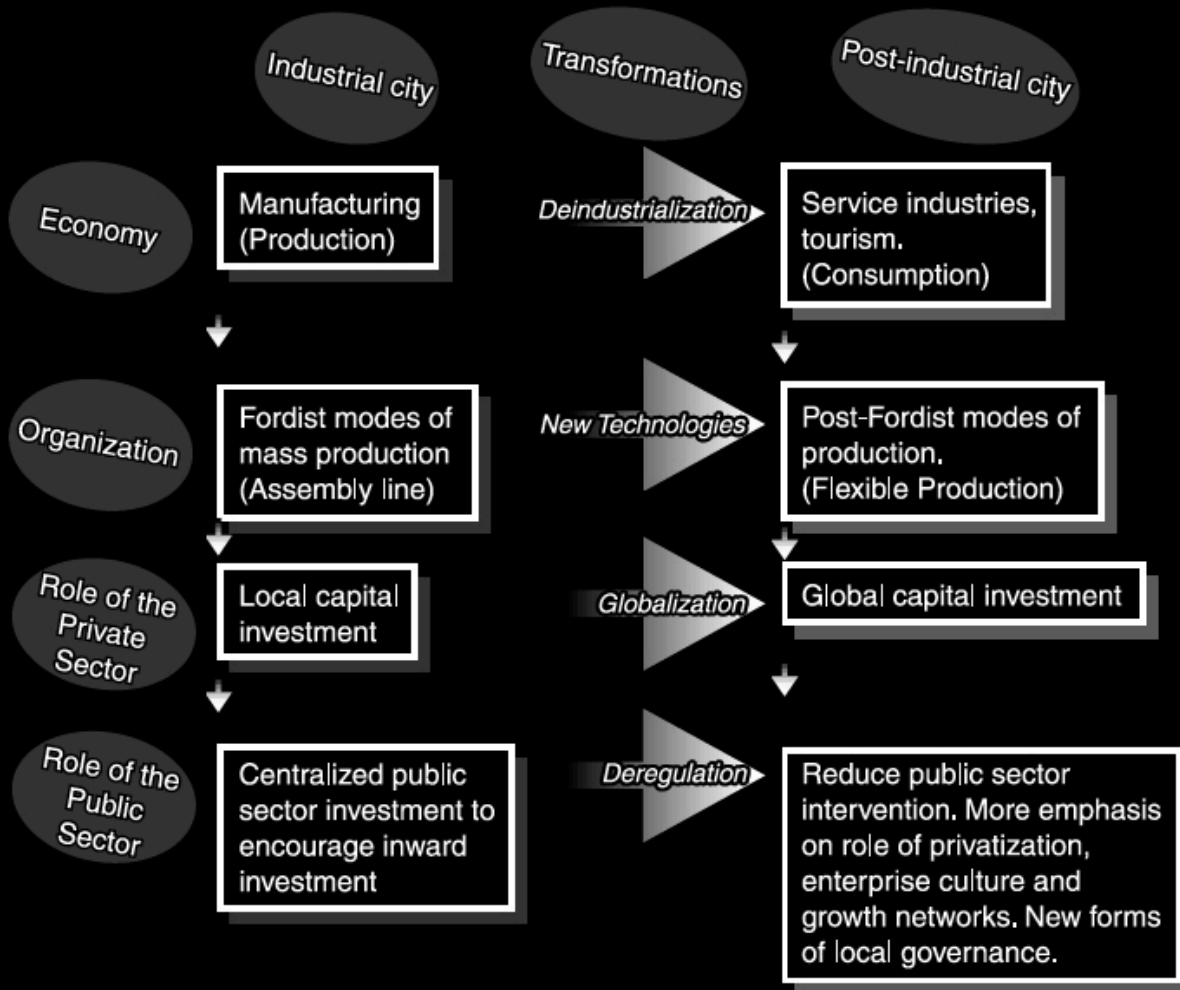 Industrial city
Transformations
Post-industrial city
Economy
Manufacturing
(Production)
Deindustrialization
Service industries,
tourism.
(Consumption)
Organization
Fordist modes of
mass production
(Assembly line)
New Technologies
Post-Fordist modes of
production.
(Flexible Production)
Role of the
Private
Sector
Local capital
investment
Globalization
Global capital investment
Role of the
Public
Sector
Centralized public
sector investment to
encourage inward
investment
Deregulation
Reduce public sector
intervention. More emphasis
on role of privatization,
enterprise culture and
growth networks. New forms
of local governance.